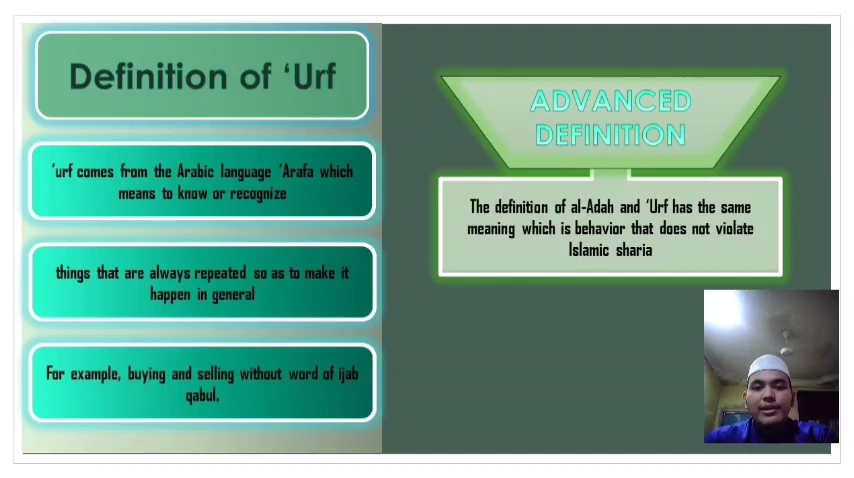 Definition of ‘Urf
‘urf comes from the Arabic language ‘Arafa which
means to know or recognize
things that are always repeated so as to make it
happen in general
For example, buying and selling without word of ijab
qabul.
ADVANCED
DEFINITION
The definition of al-Adah and ‘Urf has the same
meaning which is behavior that does not violate
Islamic sharia